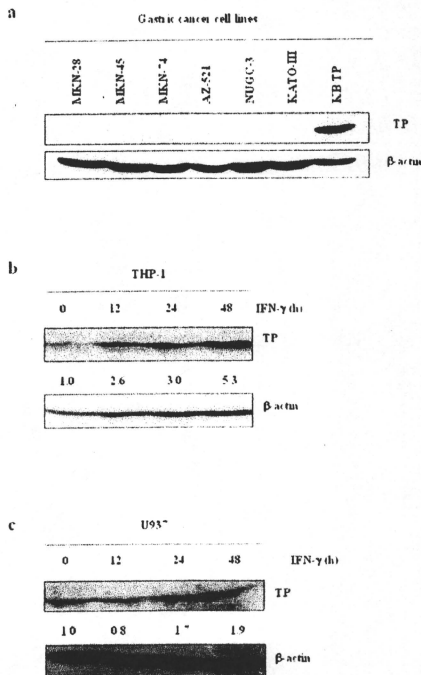 a
Gastric cancer cell lines
MKN-28 MKN-45 MKN-74 AZ-521 NUGC-3 KATO-III KB TP
TP
β-actin
b
THP-1
0 12 24 48 IFN-γ (h)
TP
1.0 2.6 3.0 5.3
β-actin
c
U937
0 12 24 48 IFN-γ (h)
TP
1.0 0.8 1.7 1.9
β-actin